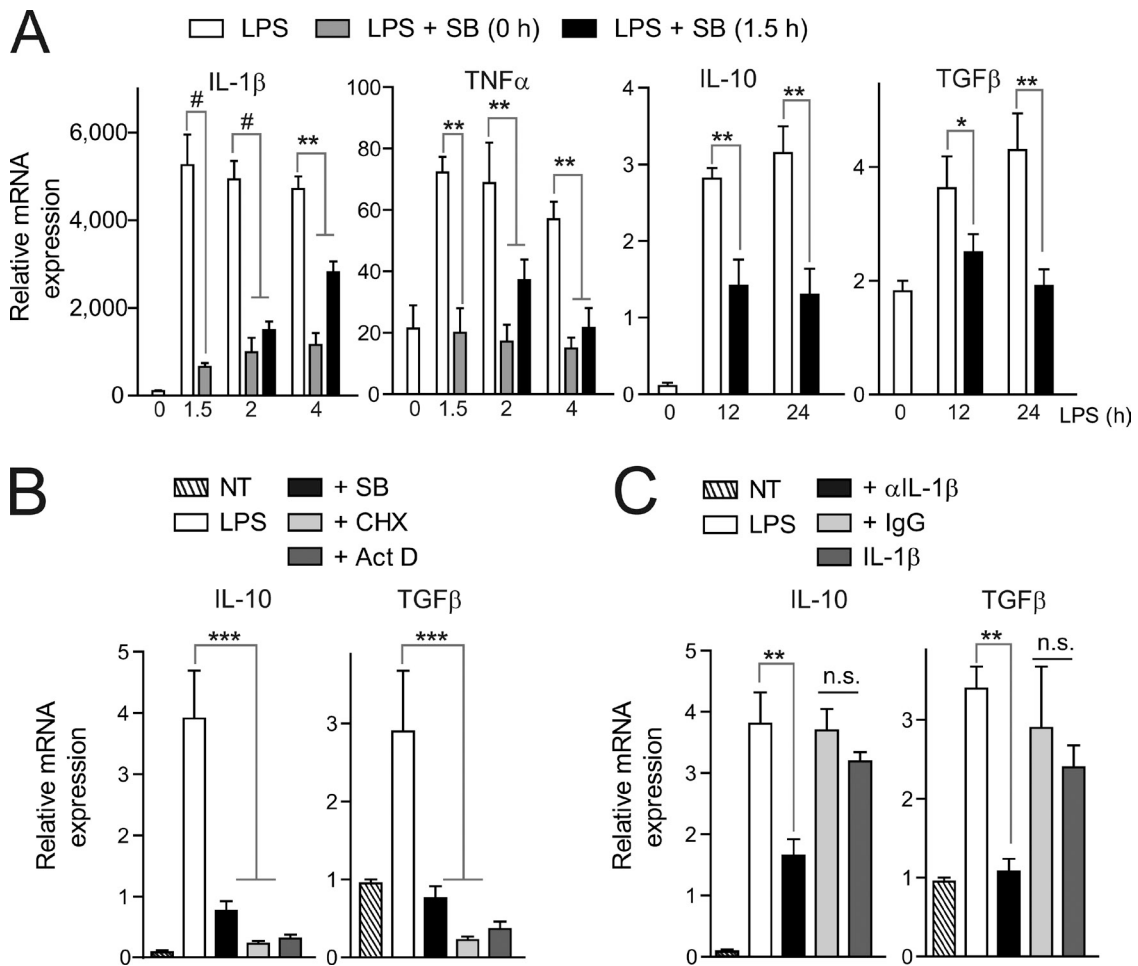 A
LPS LPS + SB (0 h) LPS + SB (1.5 h)
IL-1β TNFα IL-10 TGFβ
Relative mRNA
expression
6,000
4,000
2,000
0
# # **
0 1.5 2 4
100
80
60
40
20
0
** ** **
0 1.5 2 4
4
3
2
1
0
** **
0 12 24
4
2
0
* **
0 12 24 LPS (h)
B
NT + SB
LPS + CHX
+ Act D
IL-10 TGFβ
Relative mRNA
expression
5
4
3
2
1
0
***
3
2
1
0
***
C
NT + αIL-1β
LPS + IgG
IL-1β
IL-10 TGFβ
Relative mRNA
expression
5
4
3
2
1
0
** n.s.
3
2
1
0
** n.s.